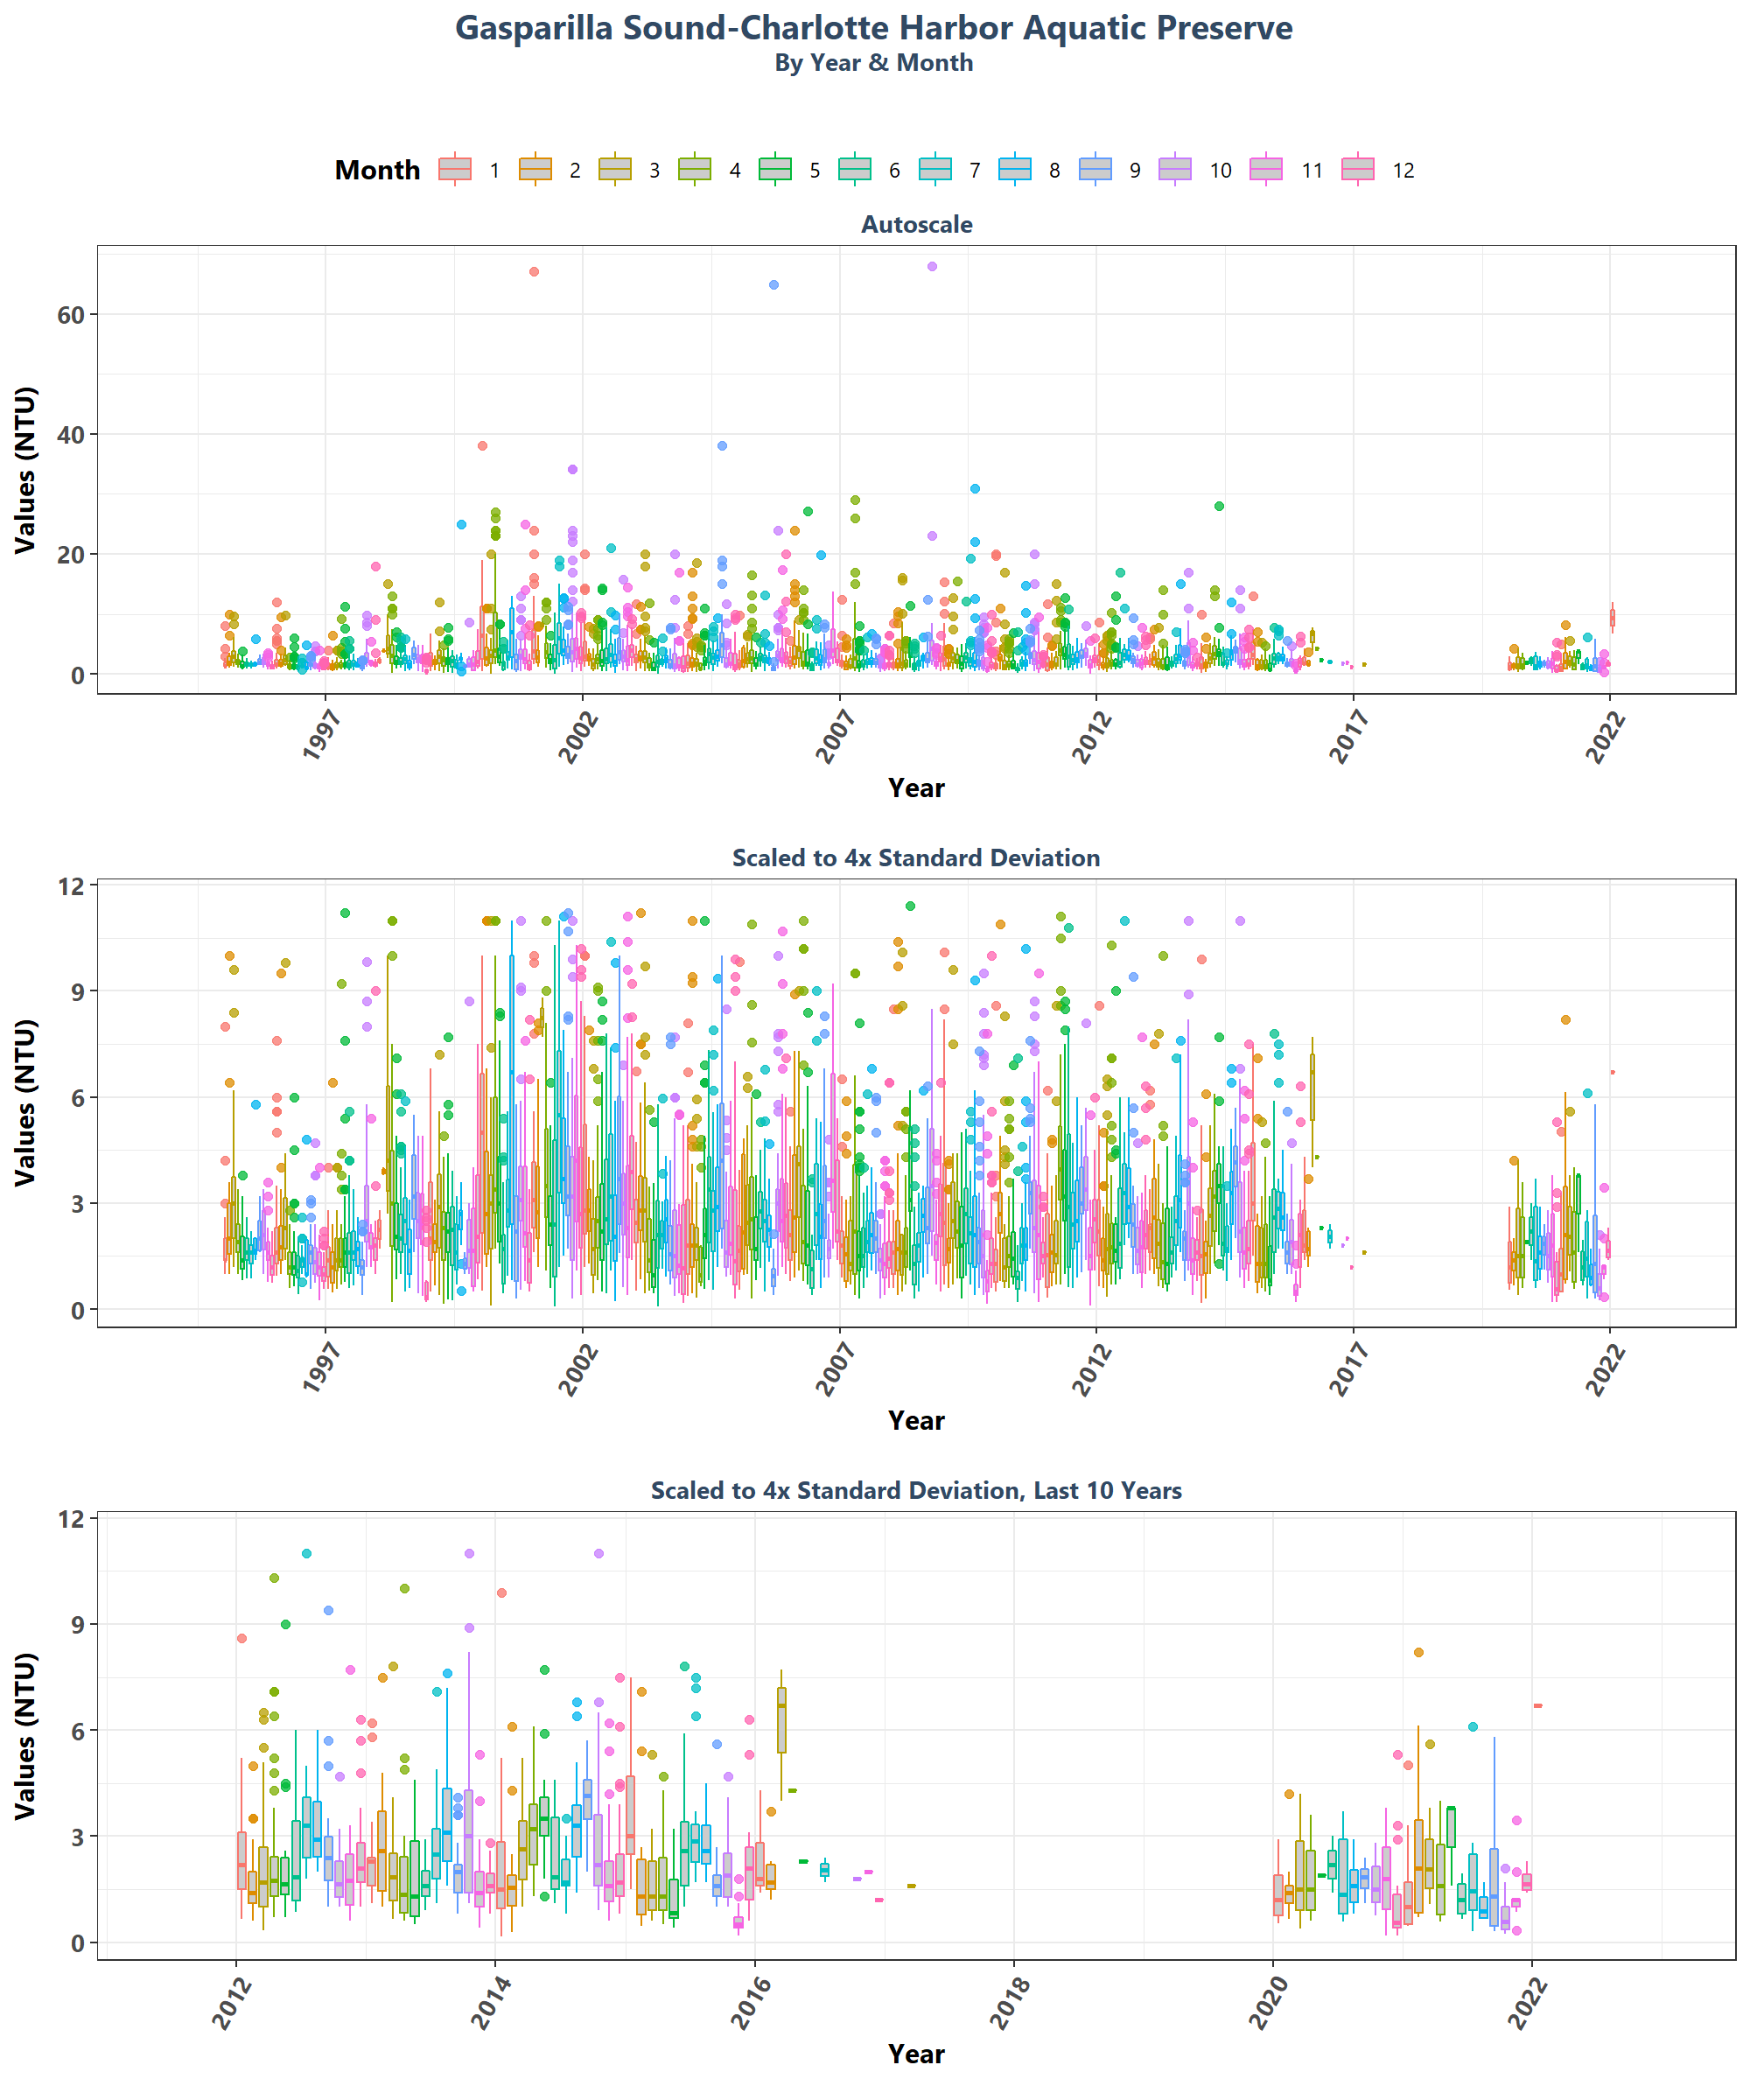 Gasparilla Sound-Charlotte Harbor Aquatic Preserve
By Year & Month
Month 1 2 3 4 5 6 7 8 9 10 11 12
Autoscale
Values (NTU)
60
40
20
0
1997 2002 2007 2012 2017 2022
Year
Scaled to 4x Standard Deviation
Values (NTU)
12
9
6
3
0
1997 2002 2007 2012 2017 2022
Year
Scaled to 4x Standard Deviation, Last 10 Years
Values (NTU)
12
9
6
3
0
2012 2014 2016 2018 2020 2022
Year